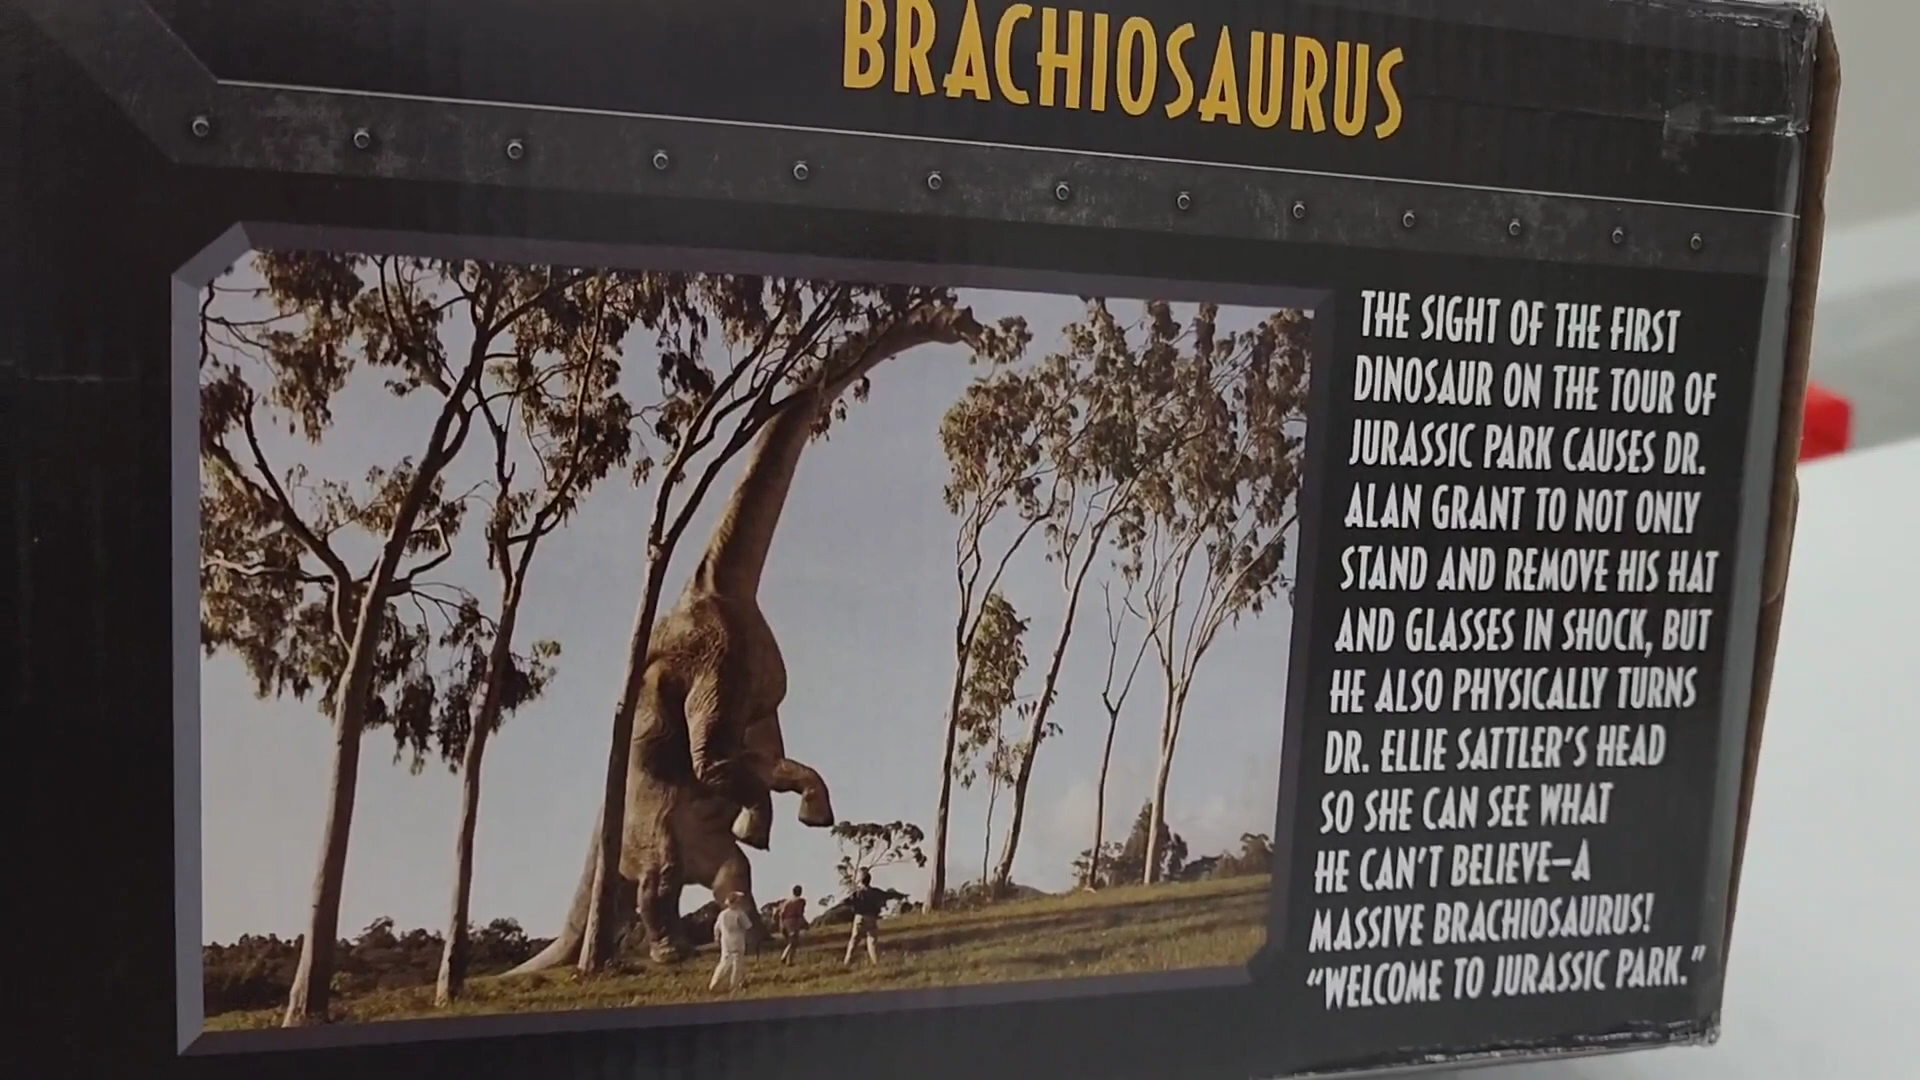 BRACHIOSAURUS
THE SIGHT OF THE FIRST
DINOSAUR ON THE TOUR OF
JURASSIC PARK CAUSES DR.
ALAN GRANT TO NOT ONLY
STAND AND REMOVE HIS HAT
AND GLASSES IN SHOCK, BUT
HE ALSO PHYSICALLY TURNS
DR. ELLIE SATTLER'S HEAD
SO SHE CAN SEE WHAT
HE CAN'T BELIEVE—A
MASSIVE BRACHIOSAURUS!
“WELCOME TO JURASSIC PARK.”